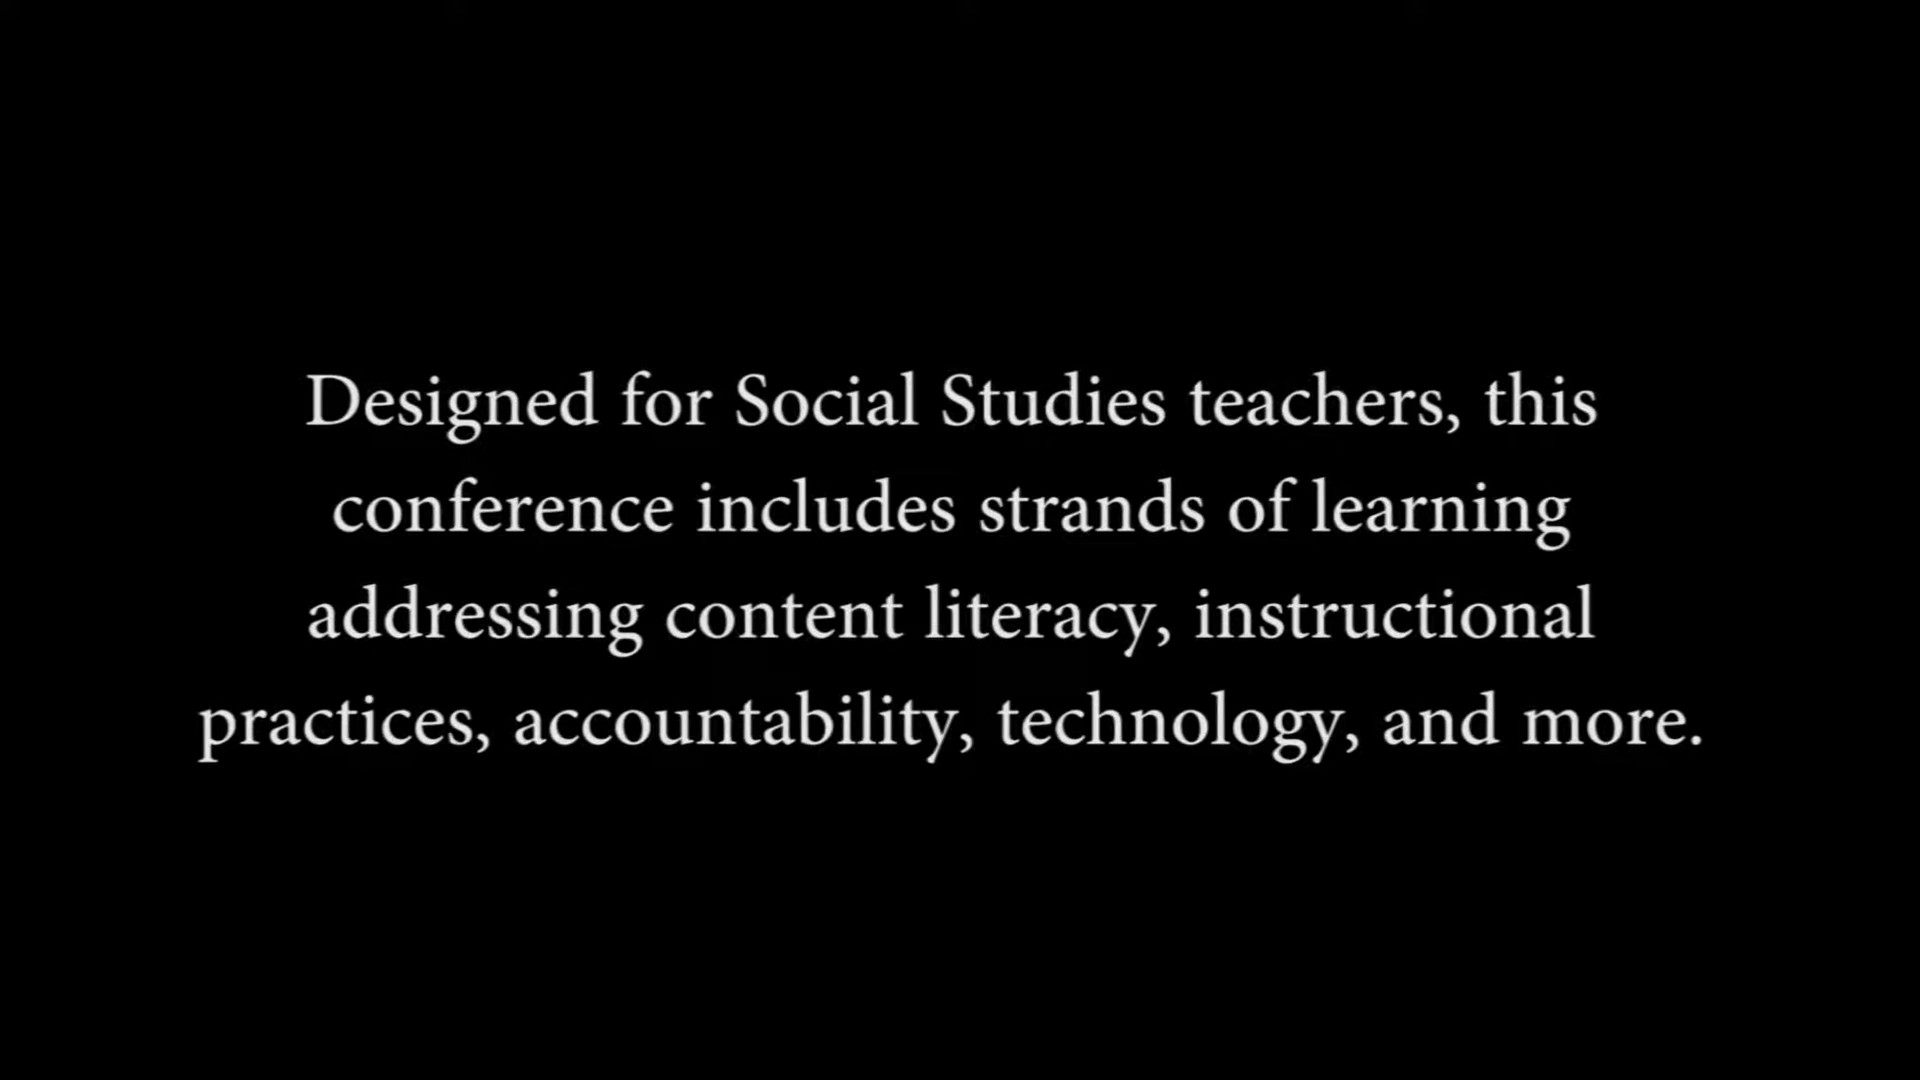 Designed for Social Studies teachers, this
conference includes strands of learning
addressing content literacy, instructional
practices, accountability, technology, and more.